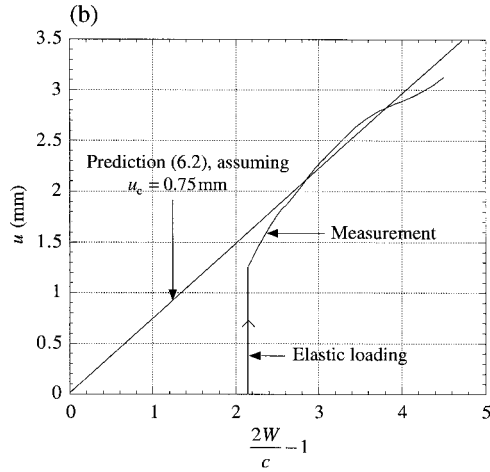 (b)
3.5
3
2.5
2
1.5
1
0.5
0
u (mm)
Prediction (6.2), assuming
u_c = 0.75 mm
Measurement
Elastic loading
0 1 2 3 4 5
2W
c
−1